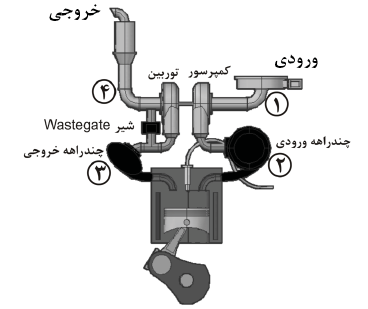 خروجی
ورودی
کمپرسور
توربین
۴
۱
شیر Wastegate
چندراهه ورودی
چندراهه خروجی
۲
۳